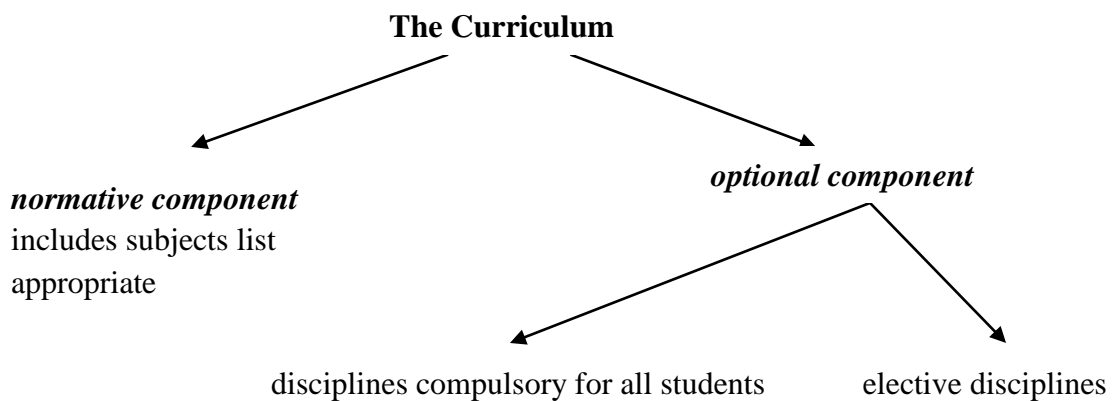 The Curriculum
normative component
includes subjects list
appropriate
optional component
disciplines compulsory for all students
elective disciplines